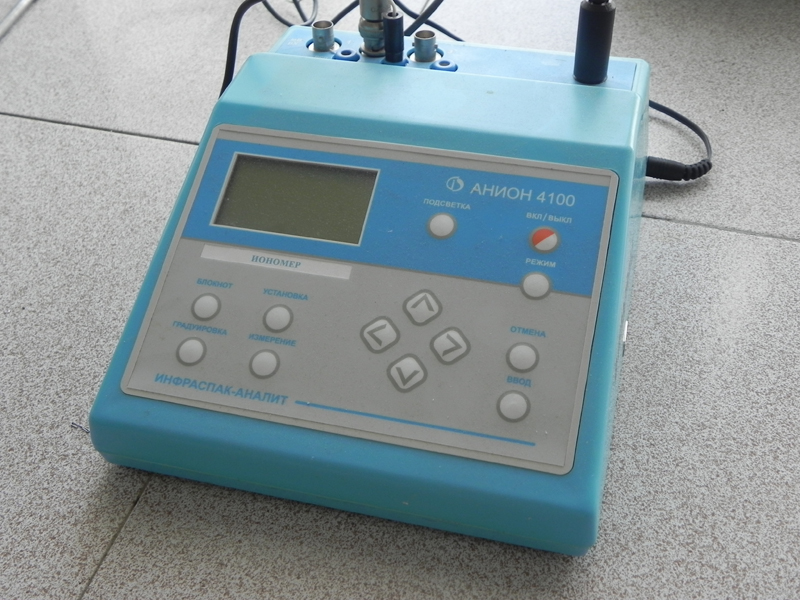 АНИОН 4100
ПОДСВЕТКА
ВКЛ/ВЫКЛ
ИОНОМЕР
РЕЖИМ
БЛОКНОТ
УСТАНОВКА
ГРАДУИРОВКА
ИЗМЕРЕНИЕ
ОТМЕНА
ВВОД
ИНФРАСПАК-АНАЛИТ